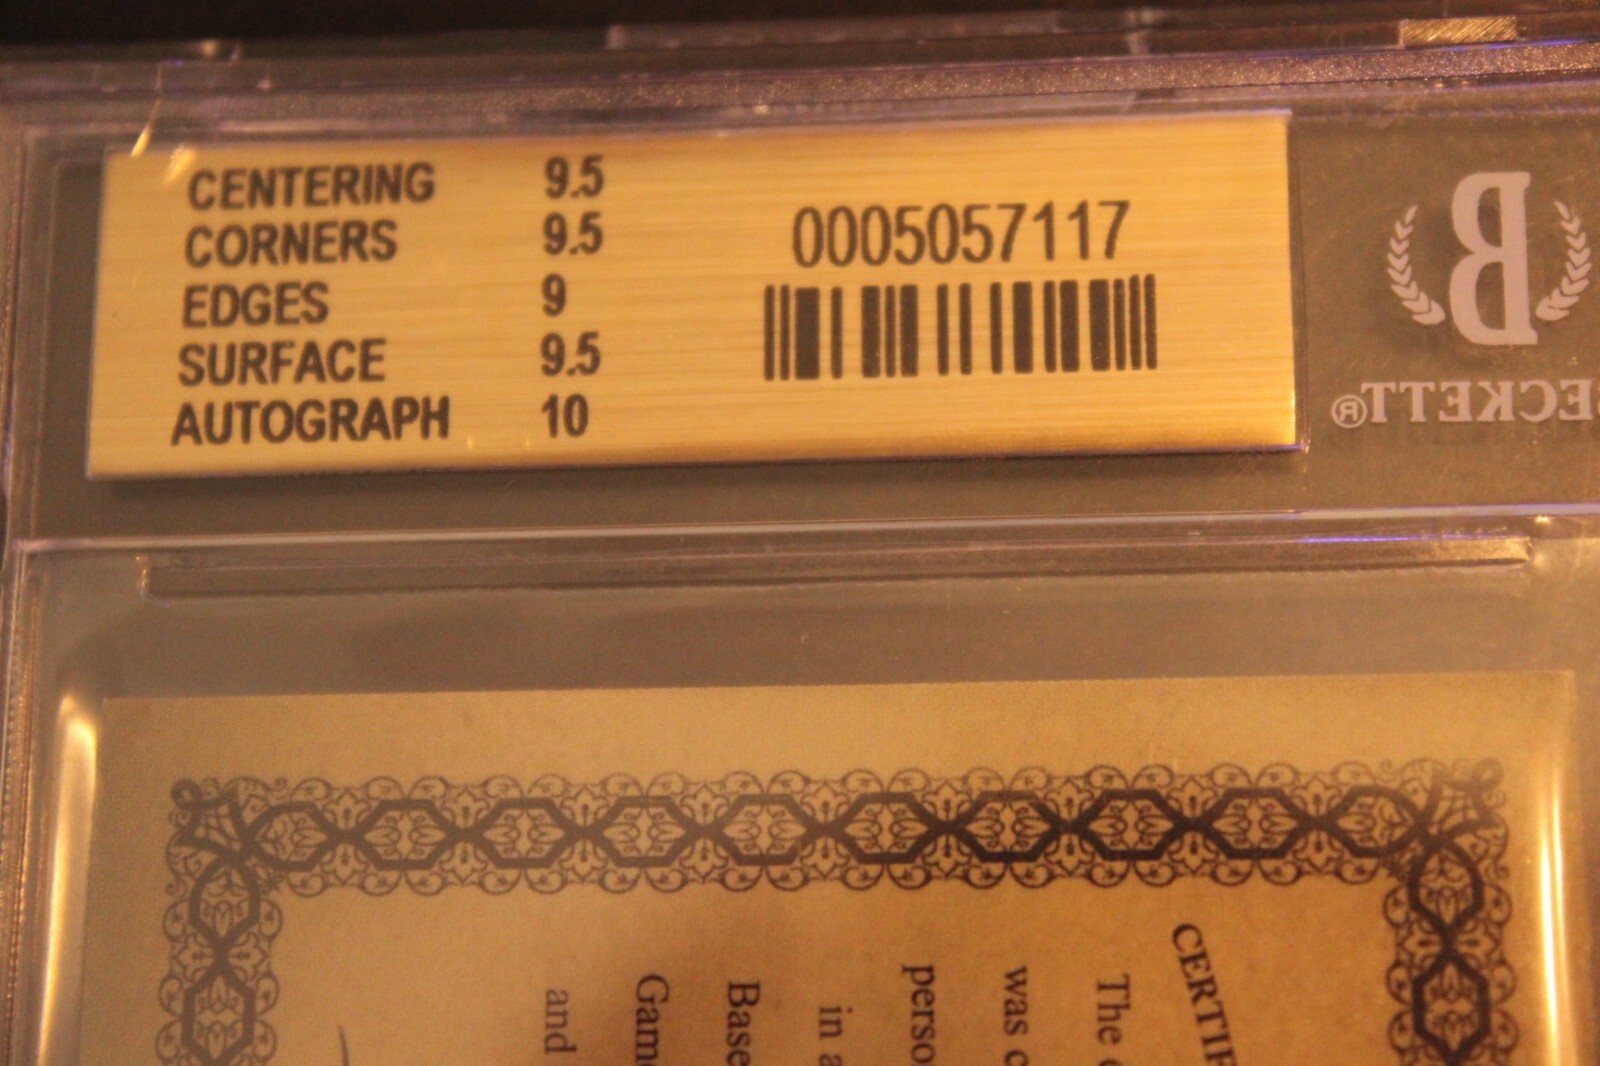 CENTERING 9.5
CORNERS 9.5
EDGES 9
SURFACE 9.5
AUTOGRAPH 10
0005057117
B
BECKETT®
CERTIF
The
was c
perso
in a
Base
Game
and